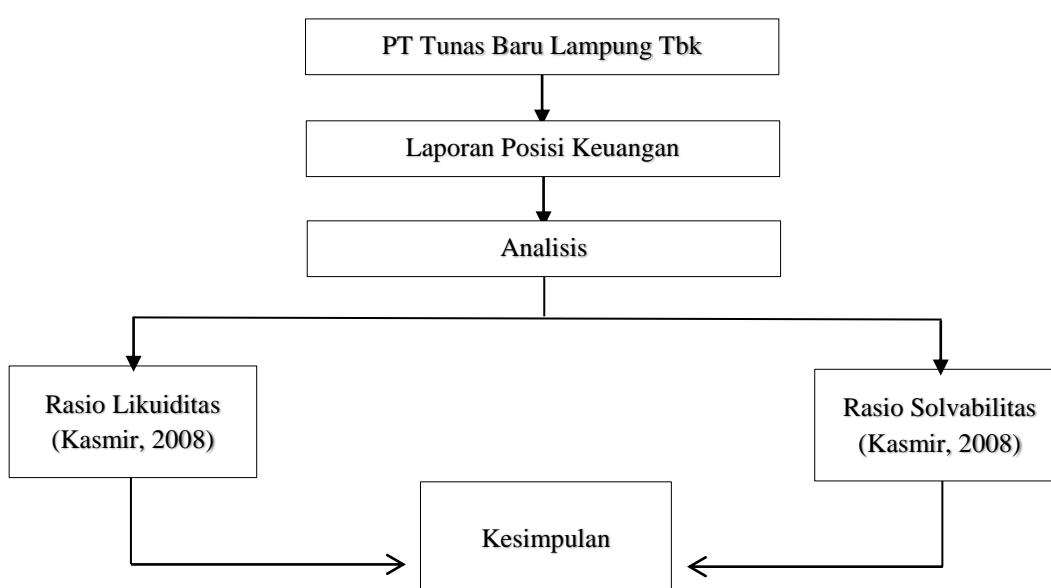 PT Tunas Baru Lampung Tbk
Laporan Posisi Keuangan
Analisis
Rasio Likuiditas
(Kasmir, 2008)
Rasio Solvabilitas
(Kasmir, 2008)
Kesimpulan